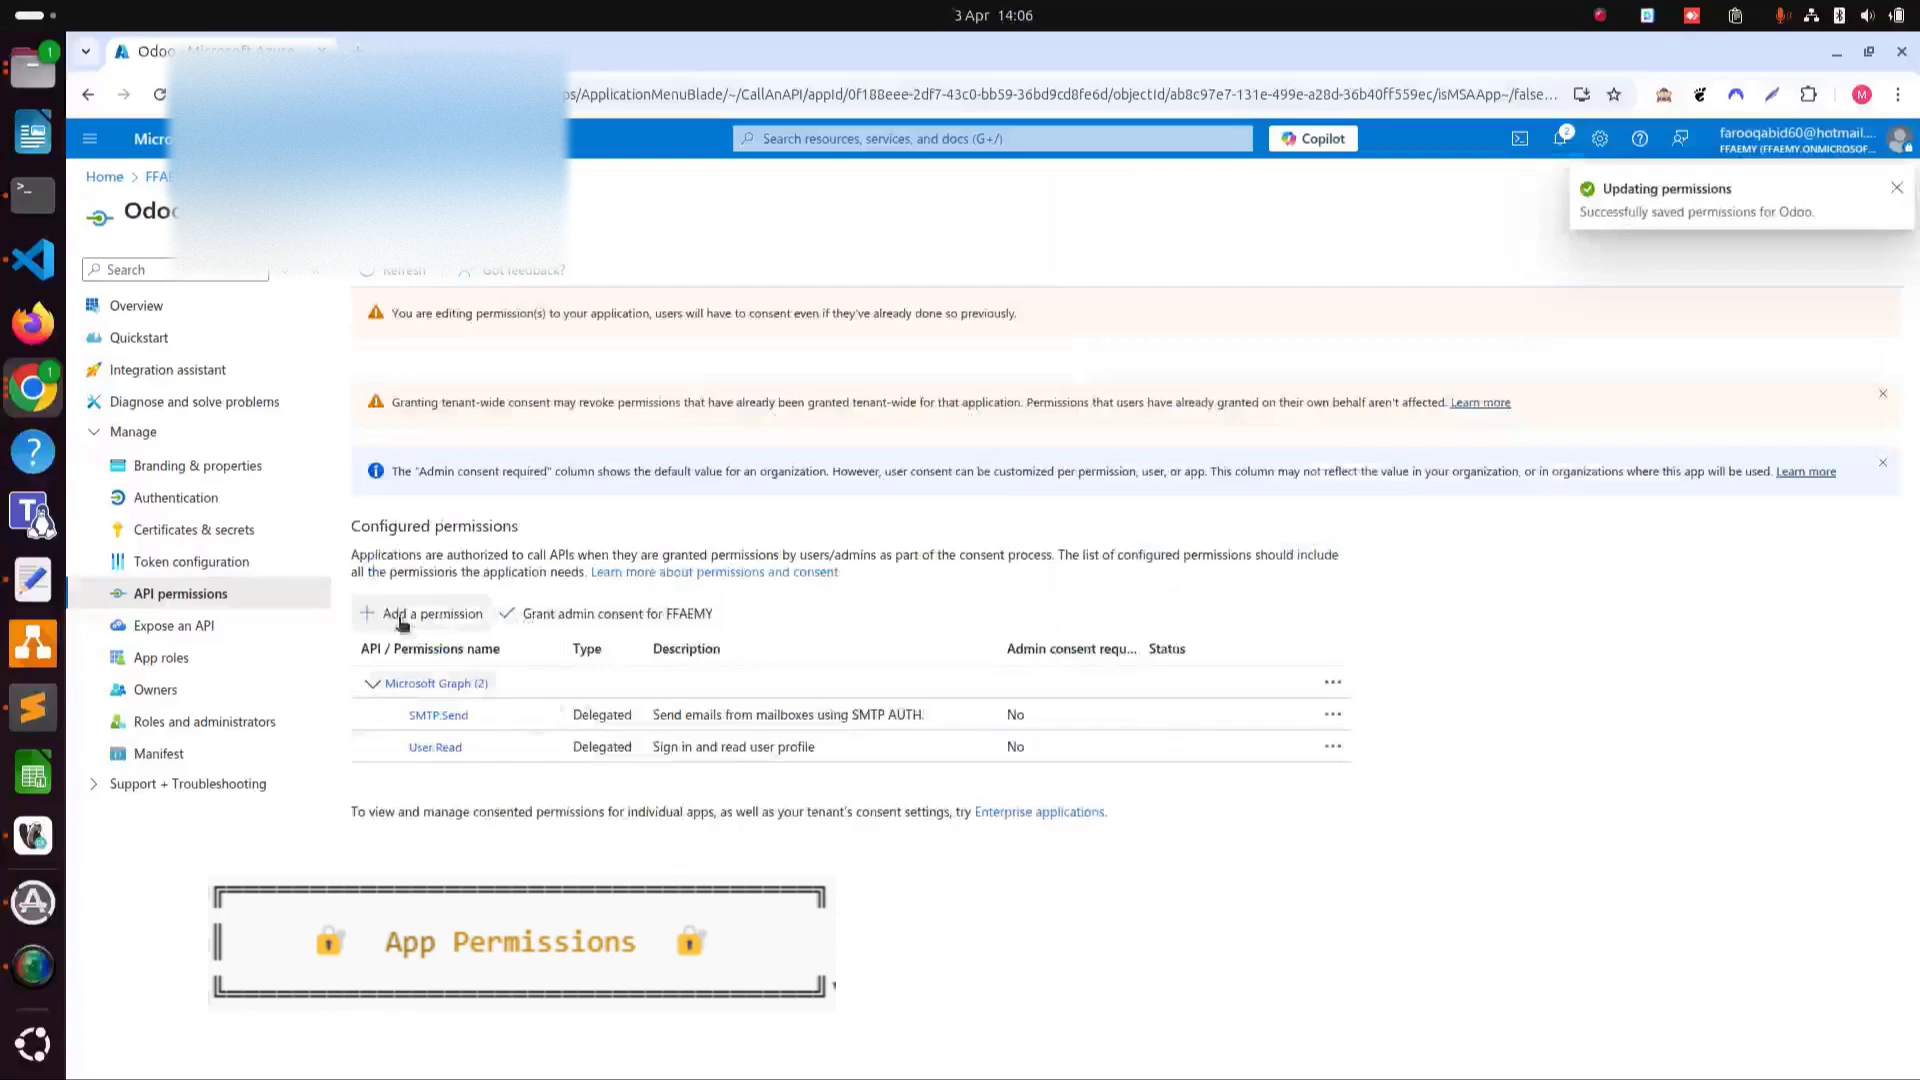 3 Apr 14:06
Odoo - Microsoft Azure
ps/ApplicationMenuBlade/~/CallAnAPI/appId/0f188eee-2df7-43c0-bb59-36bd9cd8fe6d/objectId/ab8c97e7-131e-499e-a28d-36b40ff559ec/isMSAApp~/false...
M
Micro
Search resources, services, and docs (G+/)
Copilot
2
farooqabid60@hotmail....
FFAEMY (FFAEMY.ONMICROSOF...
Home > FFAE
Updating permissions
Successfully saved permissions for Odoo.
Odoo
Search
Refresh
Got feedback?
Overview
Quickstart
Integration assistant
Diagnose and solve problems
Manage
Branding & properties
Authentication
Certificates & secrets
Token configuration
API permissions
Expose an API
App roles
Owners
Roles and administrators
Manifest
Support + Troubleshooting
You are editing permission(s) to your application, users will have to consent even if they've already done so previously.
Granting tenant-wide consent may revoke permissions that have already been granted tenant-wide for that application. Permissions that users have already granted on their own behalf aren't affected. Learn more
The "Admin consent required" column shows the default value for an organization. However, user consent can be customized per permission, user, or app. This column may not reflect the value in your organization, or in organizations where this app will be used. Learn more
Configured permissions
Applications are authorized to call APIs when they are granted permissions by users/admins as part of the consent process. The list of configured permissions should include
all the permissions the application needs. Learn more about permissions and consent
Add a permission
Grant admin consent for FFAEMY
API / Permissions name Type Description Admin consent requ... Status
Microsoft Graph (2) ...
SMTP.Send Delegated Send emails from mailboxes using SMTP AUTH. No ...
User.Read Delegated Sign in and read user profile No ...
To view and manage consented permissions for individual apps, as well as your tenant's consent settings, try Enterprise applications.
App Permissions